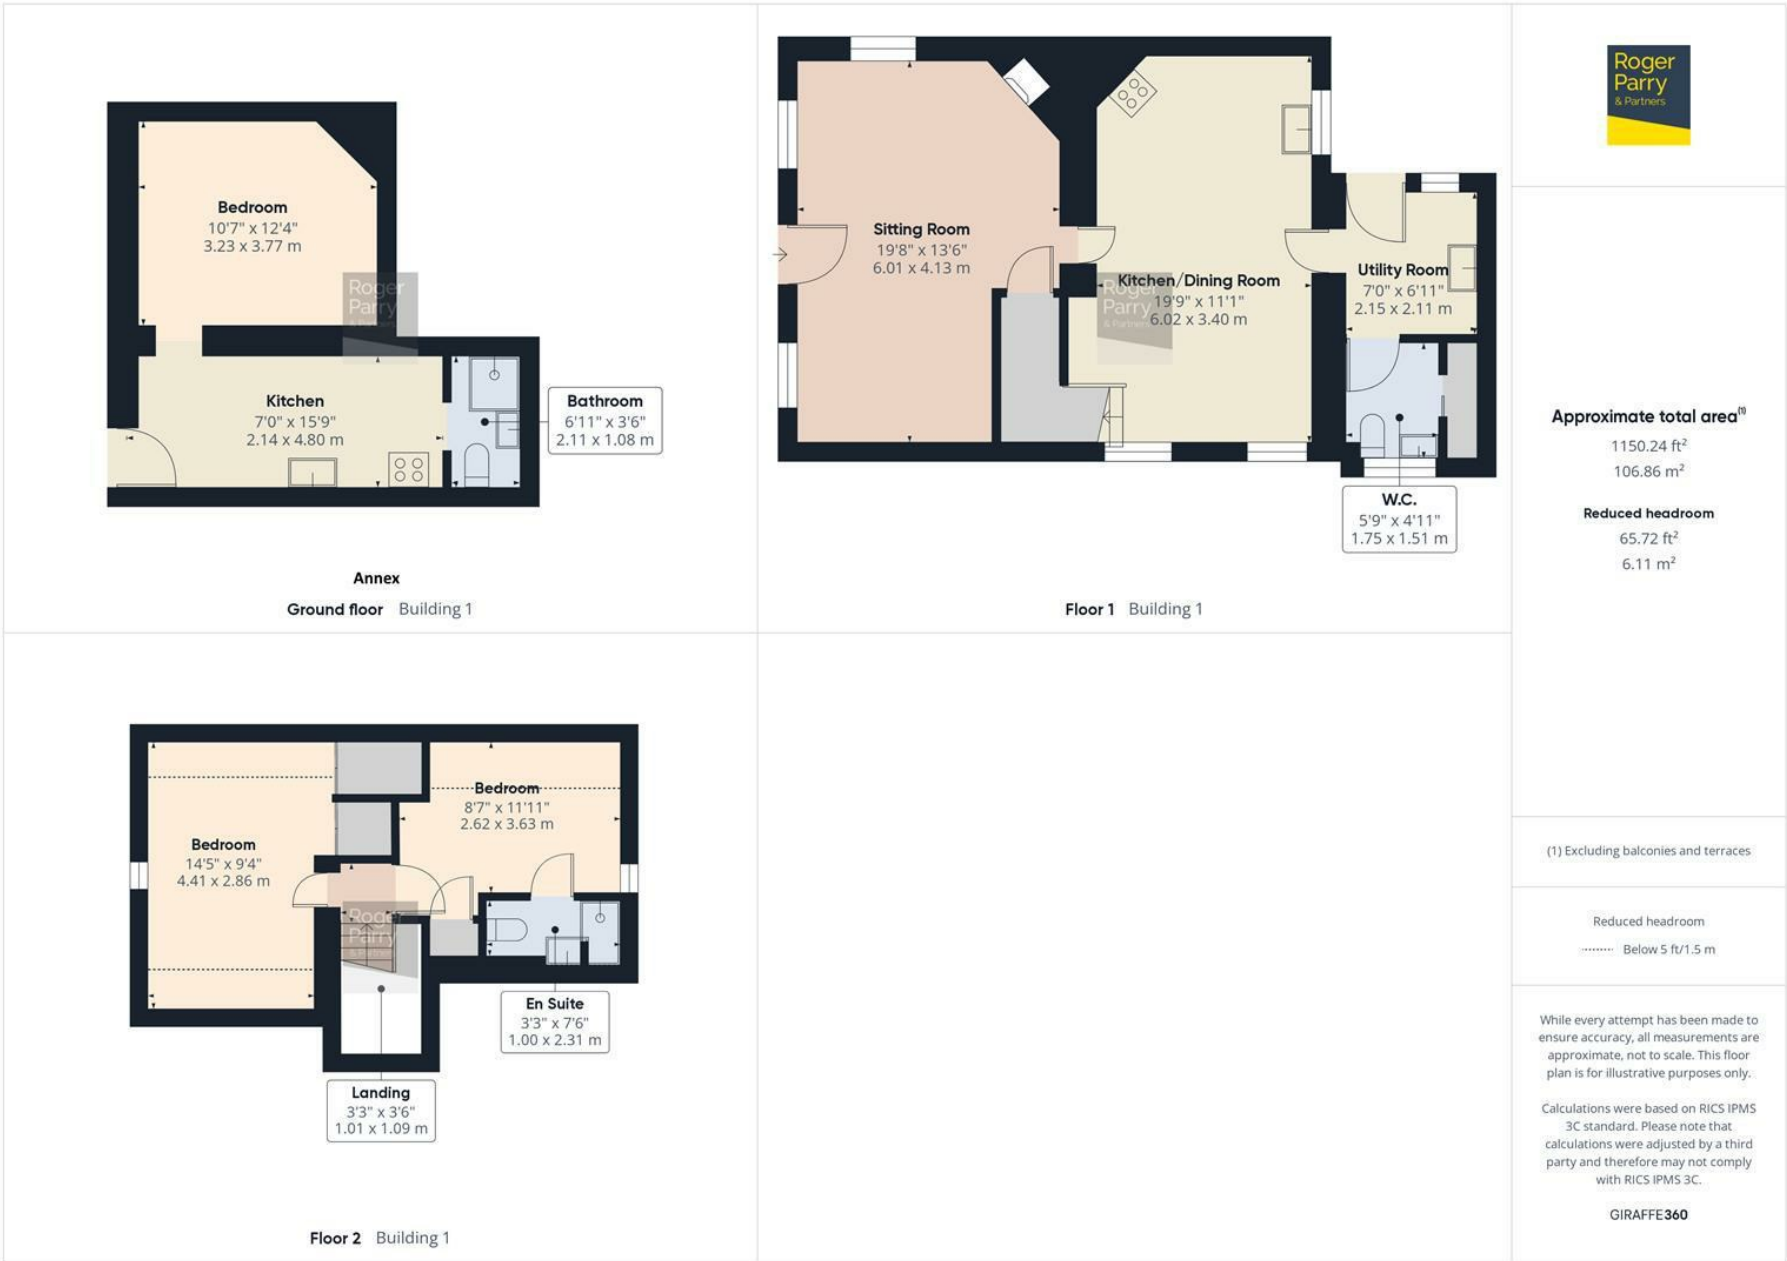 Bedroom
10'7" x 12'4"
3.23 x 3.77 m
Roger
Parry
& Partners
Kitchen
7'0" x 15'9"
2.14 x 4.80 m
Bathroom
6'11" x 3'6"
2.11 x 1.08 m
Annex
Ground floor Building 1
Sitting Room
19'8" x 13'6"
6.01 x 4.13 m
Kitchen/Dining Room
19'9" x 11'1"
6.02 x 3.40 m
Roger
Parry
& Partners
Utility Room
7'0" x 6'11"
2.15 x 2.11 m
W.C.
5'9" x 4'11"
1.75 x 1.51 m
Floor 1 Building 1
Bedroom
14'5" x 9'4"
4.41 x 2.86 m
Bedroom
8'7" x 11'11"
2.62 x 3.63 m
Roger
Parry
& Partners
En Suite
3'3" x 7'6"
1.00 x 2.31 m
Landing
3'3" x 3'6"
1.01 x 1.09 m
Floor 2 Building 1
Roger
Parry
& Partners
Approximate total area(1)
1150.24 ft²
106.86 m²
Reduced headroom
65.72 ft²
6.11 m²
(1) Excluding balconies and terraces
Reduced headroom
Below 5 ft/1.5 m
While every attempt has been made to
ensure accuracy, all measurements are
approximate, not to scale. This floor
plan is for illustrative purposes only.
Calculations were based on RICS IPMS
3C standard. Please note that
calculations were adjusted by a third
party and therefore may not comply
with RICS IPMS 3C.
GIRAFFE360